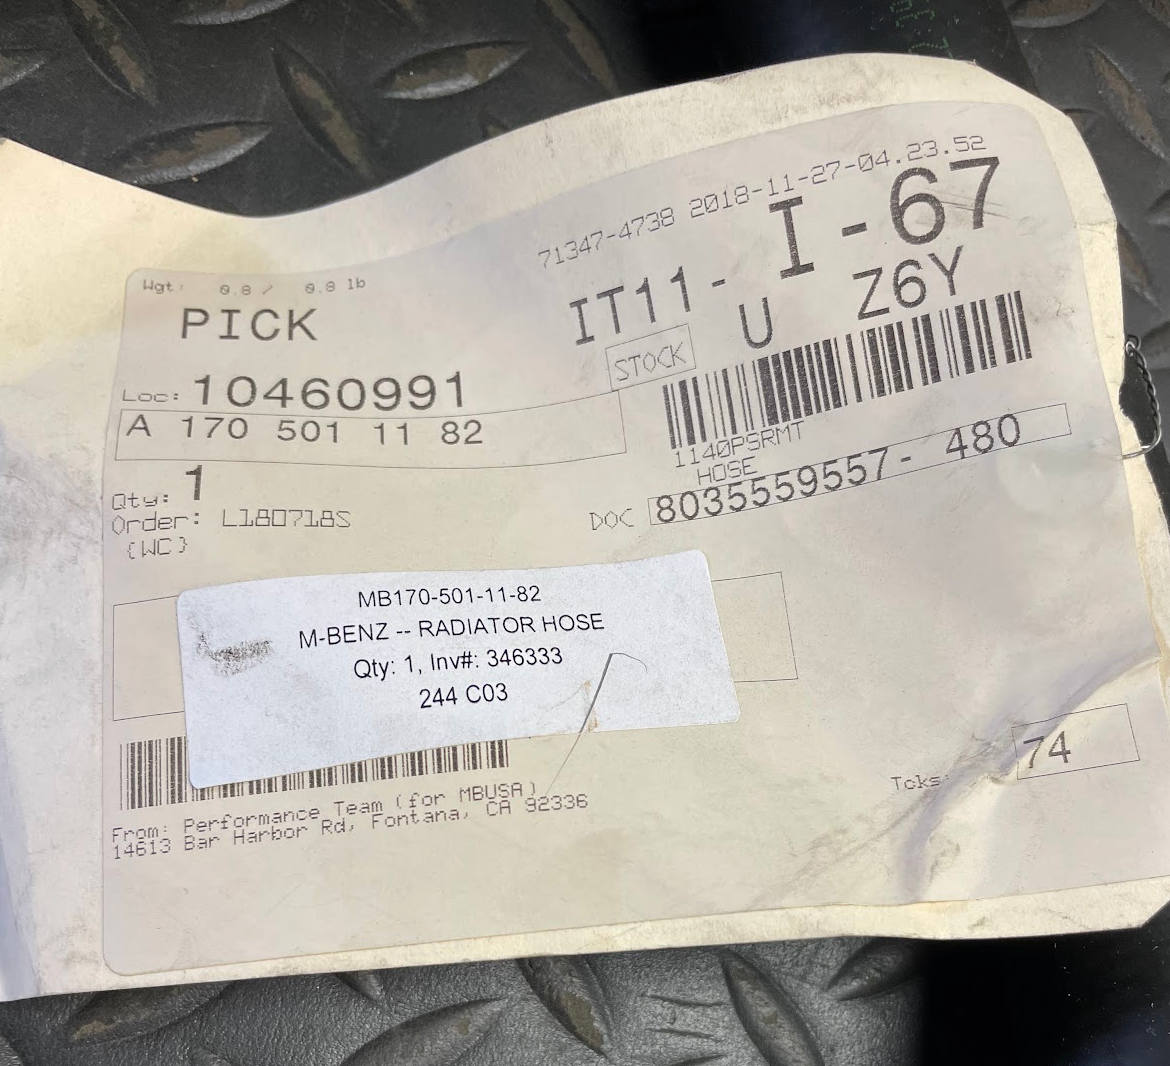 71347-4738 2018-11-27-04.23.52
Wgt: 0.8 / 0.8 lb
IT11- I-67
PICK
U Z6Y
STOCK
Loc: 10460991
A 170 501 11 82
1140PSRMT
HOSE
Qty: 1
DOC 8035559557- 480
Order: L180718S
{WC}
MB170-501-11-82
M-BENZ -- RADIATOR HOSE
Qty: 1, Inv#: 346333
244 C03
Tcks: 74
From: Performance Team (for MBUSA)
14613 Bar Harbor Rd, Fontana, CA 92336